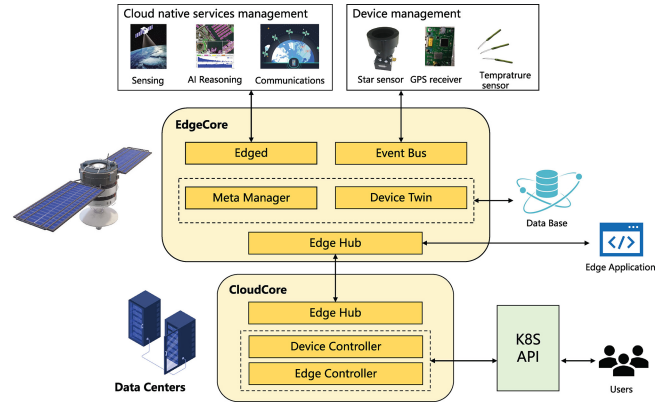 Cloud native services management
Device management
Sensing
AI Reasoning
Communications
Star sensor
GPS receiver
Tempratrure
sensor
EdgeCore
Edged
Event Bus
Meta Manager
Device Twin
Data Base
Edge Hub
Edge Application
CloudCore
Edge Hub
Device Controller
Edge Controller
K8S
API
Data Centers
Users